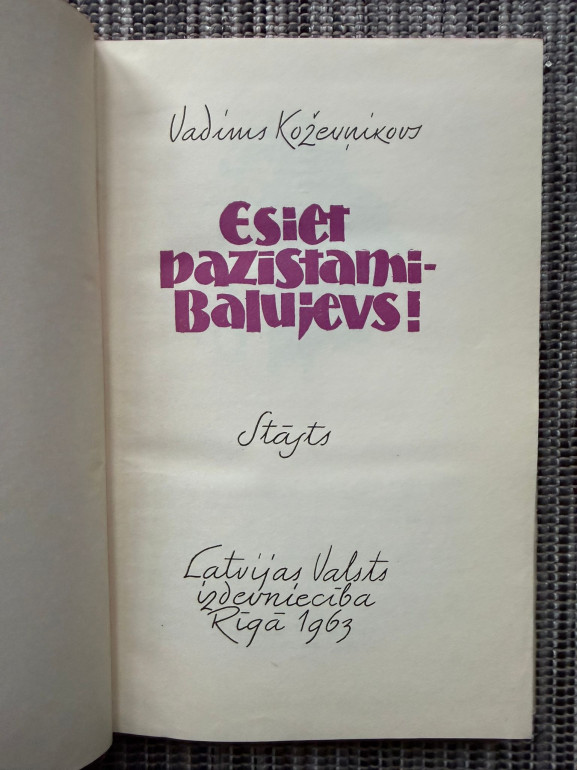 Vadims Koževņikovs
Esiet
pazīstami-
Balujevs!
Stāsts
Latvijas Valsts
izdevniecība
Rīgā 1963